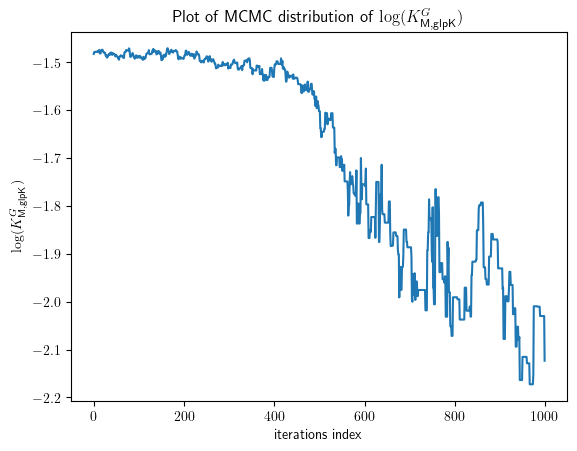 Plot of MCMC distribution of log(K^G_{M,glpK})
log(K^G_{M,glpK})
−1.5
−1.6
−1.7
−1.8
−1.9
−2.0
−2.1
−2.2
0 200 400 600 800 1000
iterations index